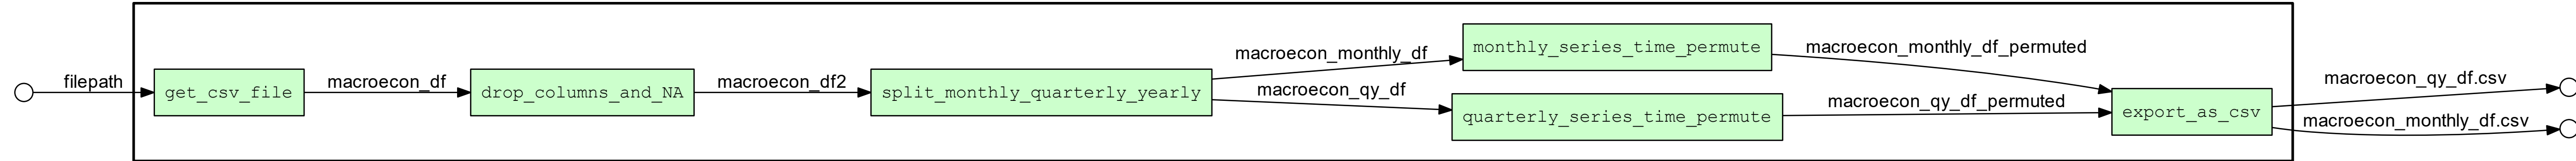 filepath
get_csv_file
macroecon_df
drop_columns_and_NA
macroecon_df2
split_monthly_quarterly_yearly
macroecon_monthly_df
macroecon_qy_df
monthly_series_time_permute
quarterly_series_time_permute
macroecon_monthly_df_permuted
macroecon_qy_df_permuted
export_as_csv
macroecon_qy_df.csv
macroecon_monthly_df.csv